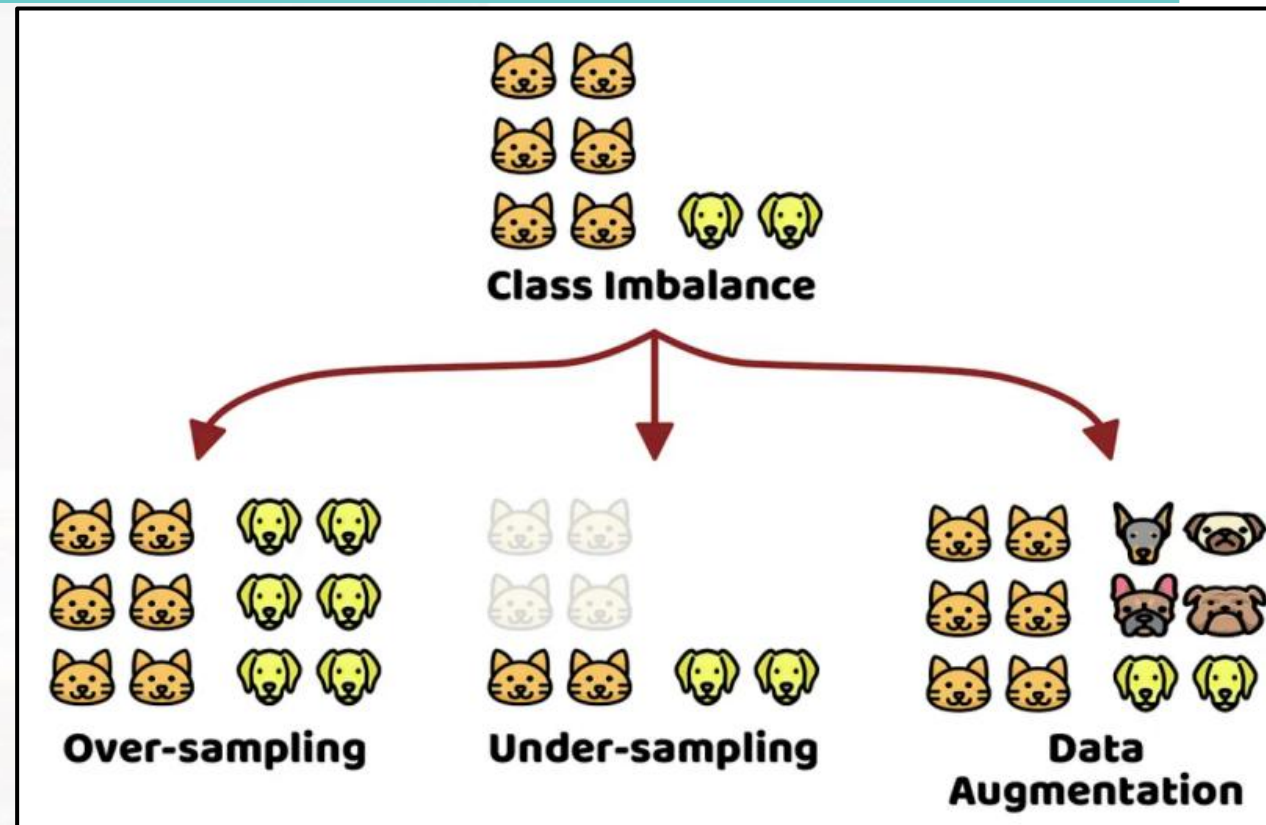 Class Imbalance
Over-sampling
Under-sampling
Data
Augmentation